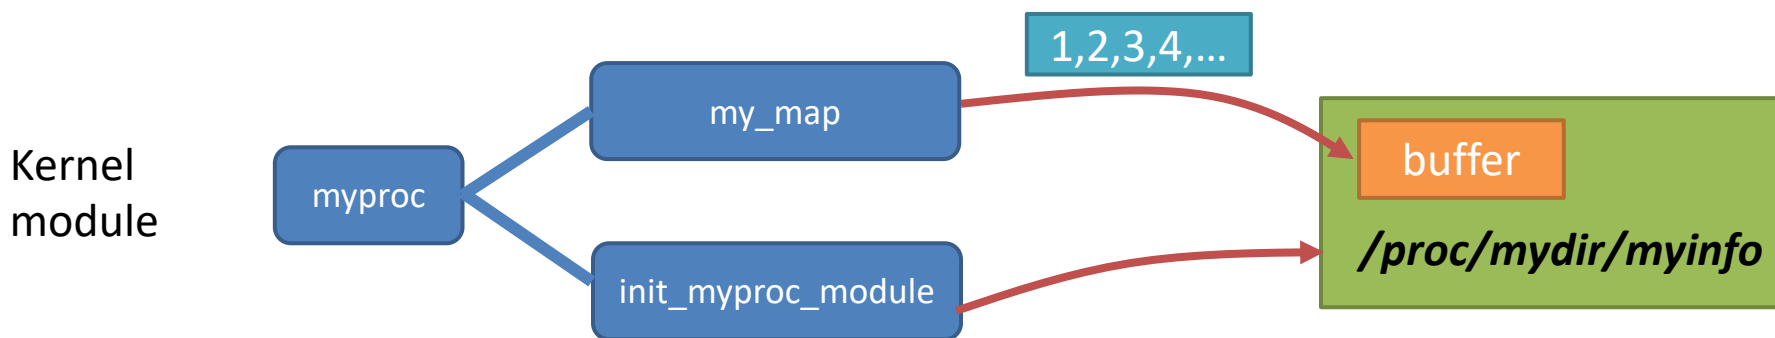 Kernel
module
myproc
my_map
init_myproc_module
1,2,3,4,...
buffer
/proc/mydir/myinfo